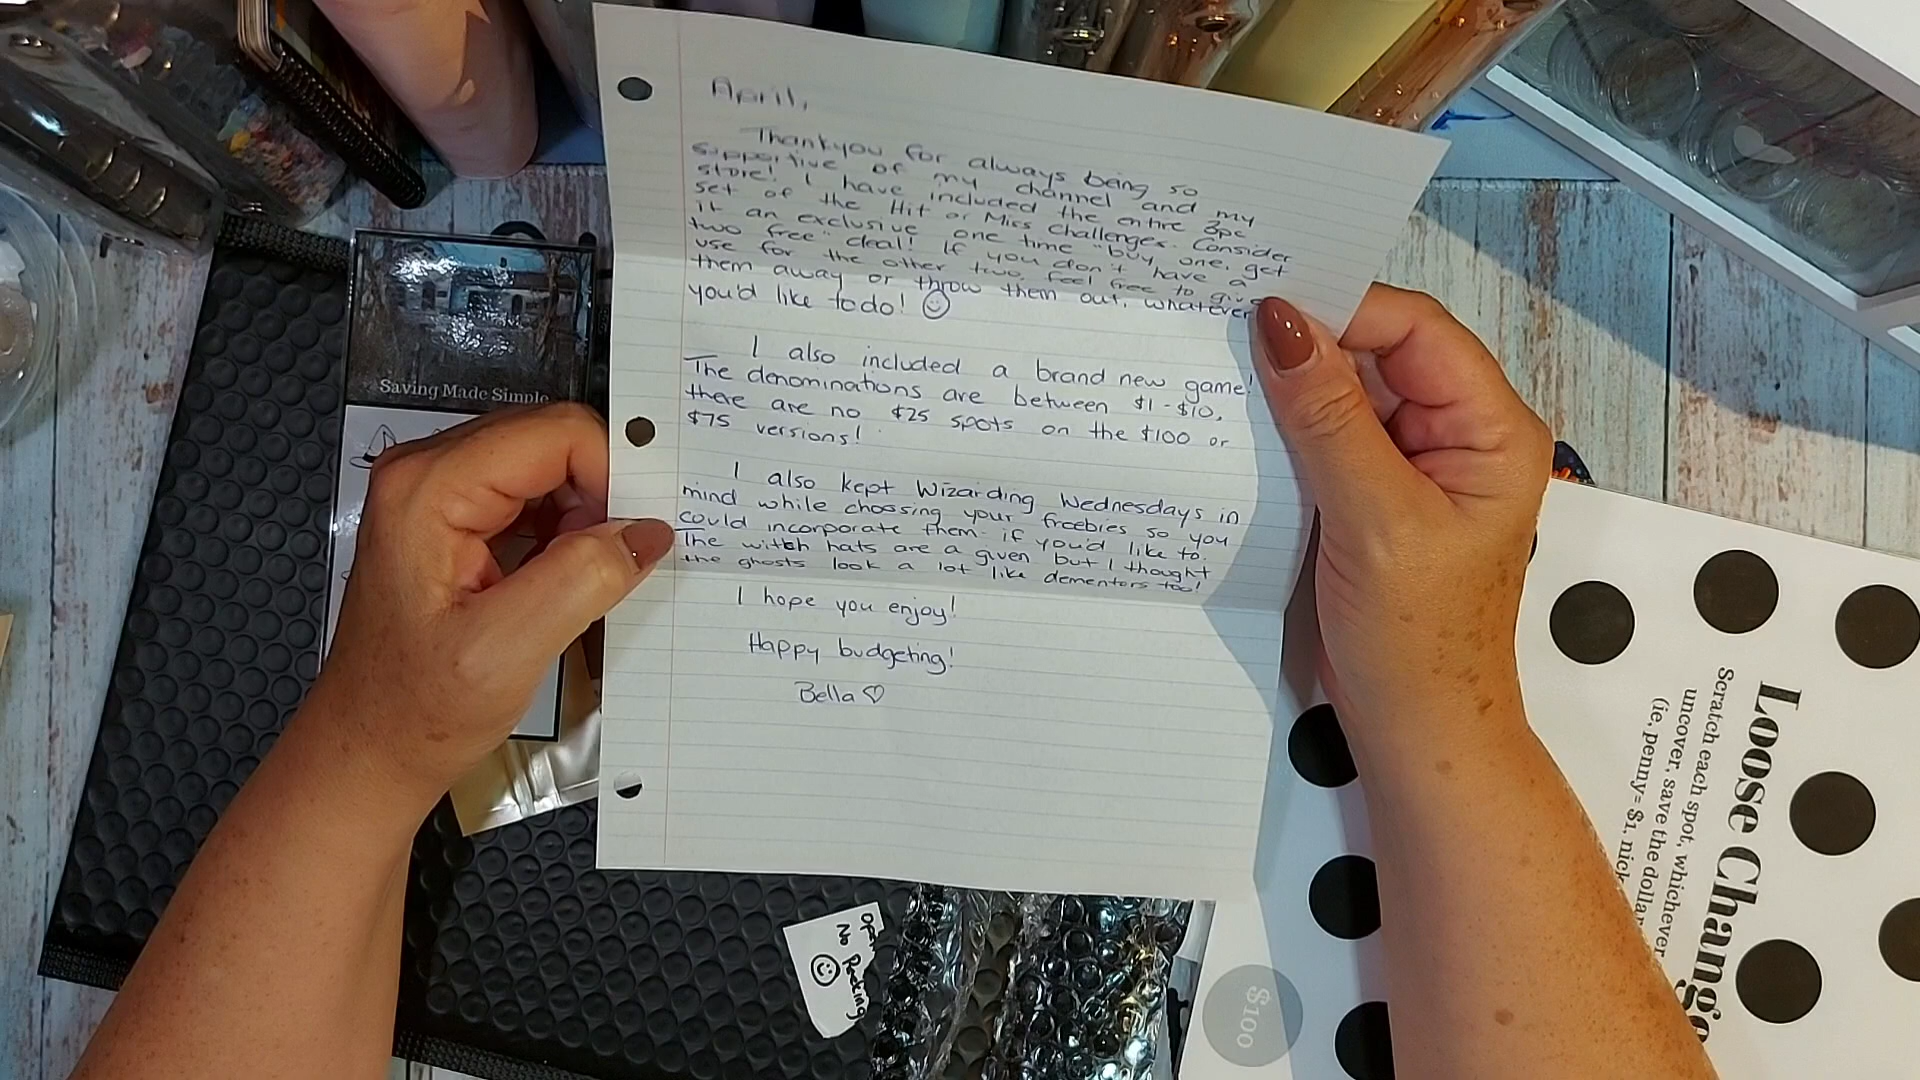 April,
Thankyou for always being so
supportive of my channel and my
store! I have included the entire 3pc
set of the Hit or Miss challenges. Consider
it an exclusive one time "buy one, get
two free" deal! If you don't have a
use for the other two, feel free to give
them away or throw them out, whatever
you'd like to do!
I also included a brand new game!
The denominations are between $1-$10,
there are no $25 spots on the $100 or
$75 versions!
I also kept Wizarding Wednesdays in
mind while choosing your freebies so you
could incorporate them if you'd like to.
The witch hats are a given but I thought
the ghosts look a lot like dementors too!
I hope you enjoy!
Happy budgeting!
Bella
Saving Made Simple
Loose Change
Scratch each spot, whichever
uncover, save the dollar
(ie, penny = $1, nick
$100
No Peeking